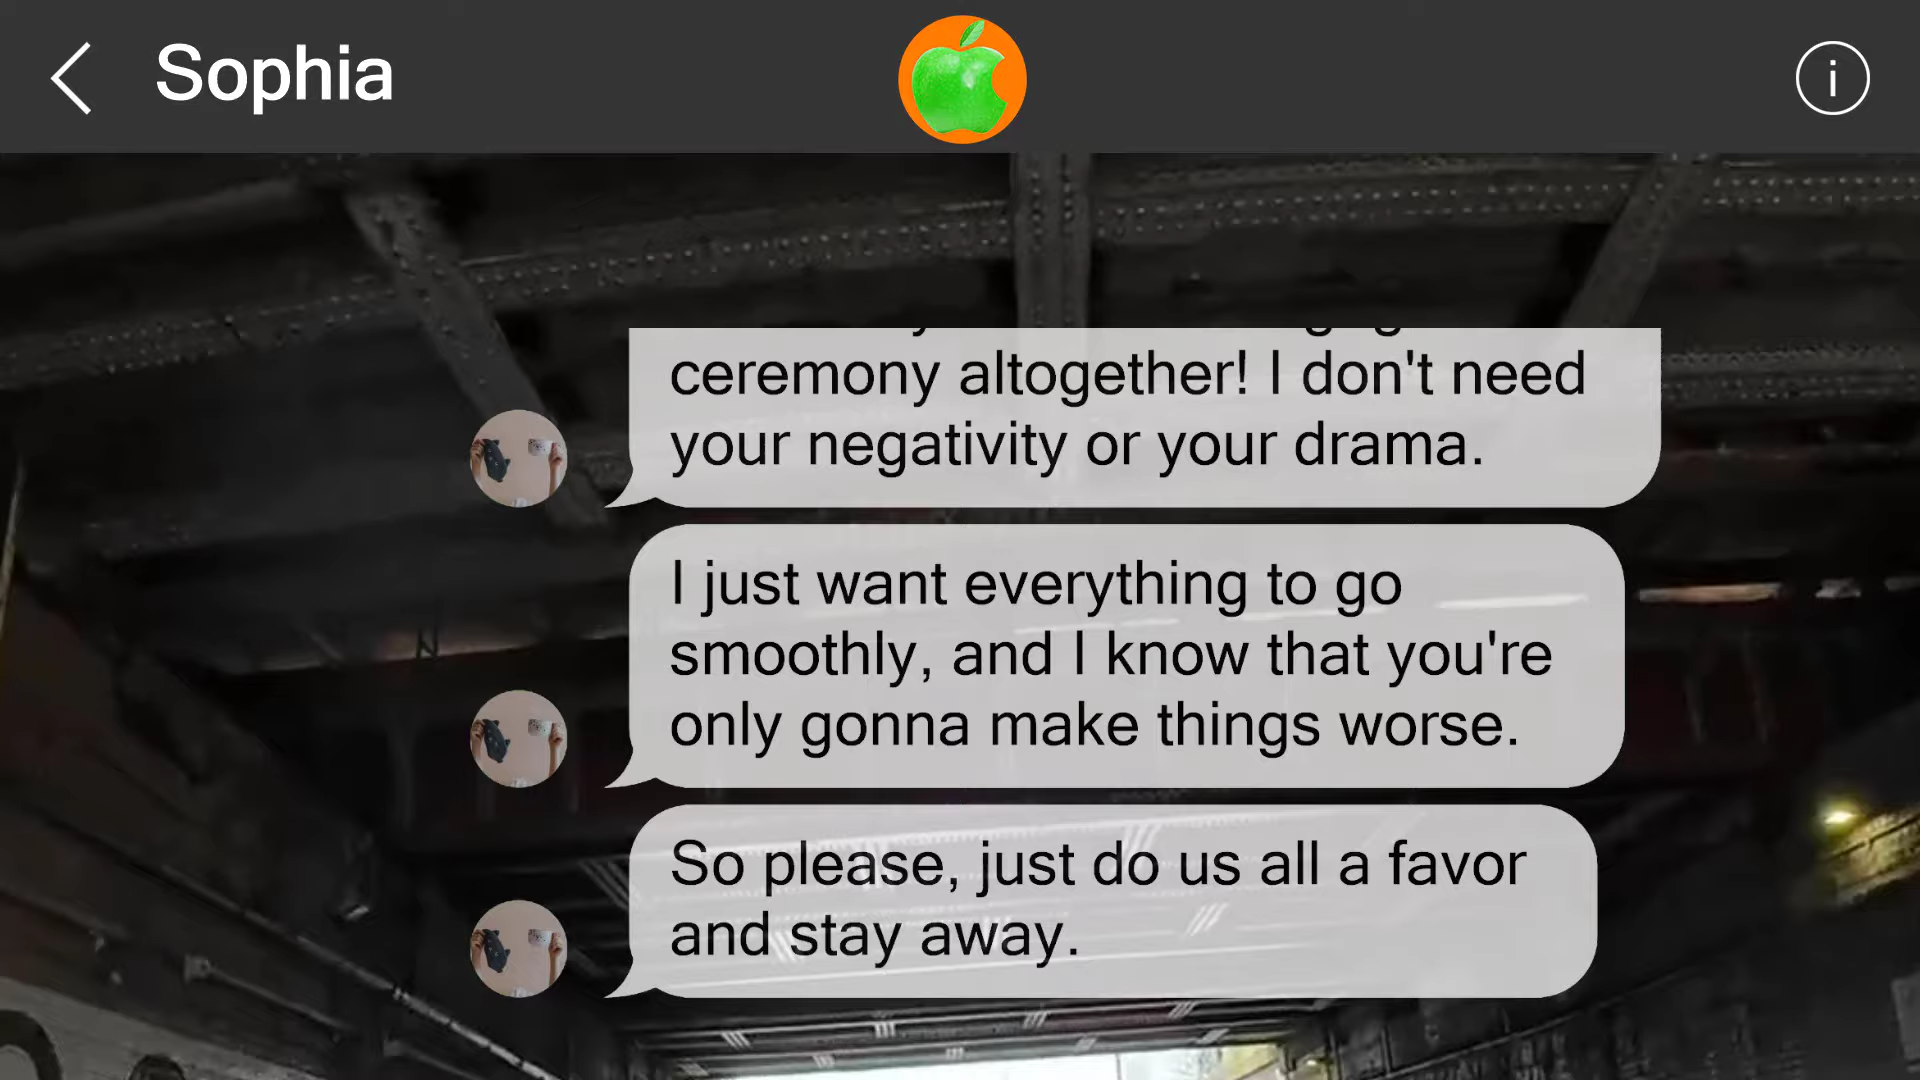 Sophia
ceremony altogether! I don't need
your negativity or your drama.
I just want everything to go
smoothly, and I know that you're
only gonna make things worse.
So please, just do us all a favor
and stay away.